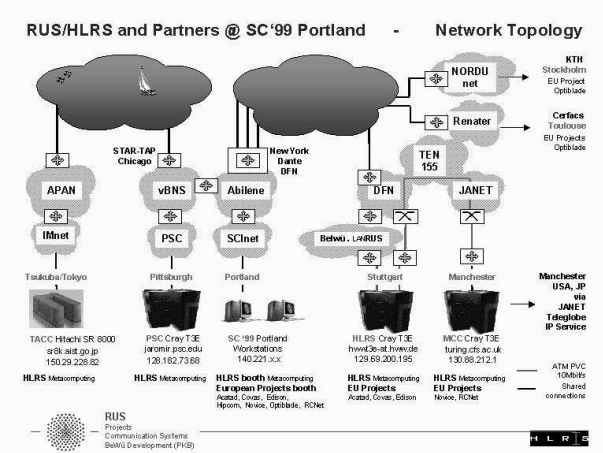 RUS/HLRS and Partners @ SC'99 Portland - Network Topology
NORDU
net
KTH
Stockholm
EU Project
Optiblade
Renater
Cerfacs
Toulouse
EU Projects
Optiblade
STAR-TAP
Chicago
New York
Dante
DFN
TEN
155
APAN
vBNS
Abilene
DFN
JANET
IMnet
PSC
SCInet
Belwü. LANRUS
Tsukuba/Tokyo
Pittsburgh
Portland
Stuttgart
Manchester
Manchester
USA, JP
via
JANET
Teleglobe
IP Service
TACC Hitachi SR 8000
sr8k.aist.go.jp
150.29.228.82
PSC Cray T3E
jaromir.psc.edu
128.182.73.68
SC '99 Portland
Workstations
140.221.x.x
HLRS Cray T3E
hwwt3e-at.hww.de
129.69.200.195
MCC Cray T3E
turing.cfs.ac.uk
130.88.212.1
ATM PVC
10Mbit/s
Shared
connections
HLRS Metacomputing
HLRS Metacomputing
HLRS booth Metacomputing
European Projects booth
Acatad, Covas, Edison,
Hipcom, Novice, Optiblade, RCNet
HLRS Metacomputing
EU Projects
Acatad, Covas, Edison
HLRS Metacomputing
EU Projects
Novice, RCNet
RUS
Projects
Communication Systems
BelWü Development (PKB)
H L R S